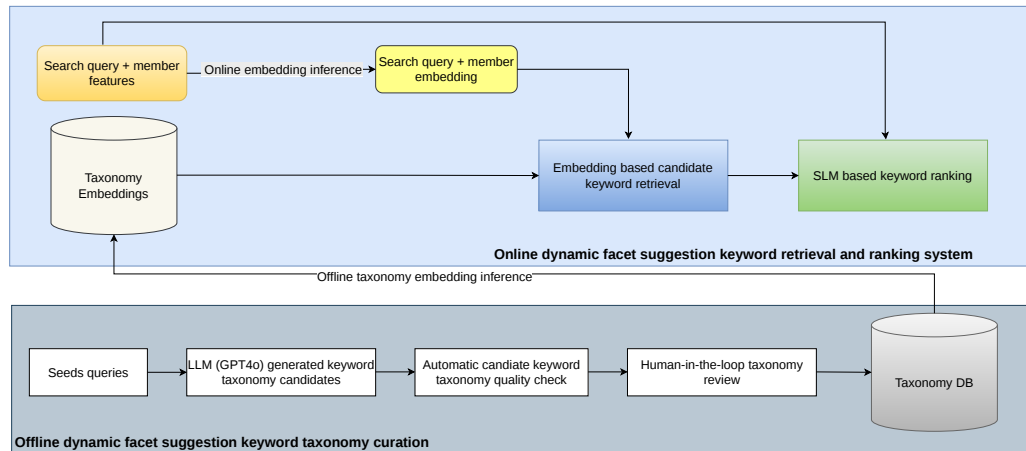 Search query + member
features
Online embedding inference
Search query + member
embedding
Taxonomy
Embeddings
Embedding based candidate
keyword retrieval
SLM based keyword ranking
Online dynamic facet suggestion keyword retrieval and ranking system
Offline taxonomy embedding inference
Seeds queries
LLM (GPT4o) generated keyword
taxonomy candidates
Automatic candiate keyword
taxonomy quality check
Human-in-the-loop taxonomy
review
Taxonomy DB
Offline dynamic facet suggestion keyword taxonomy curation